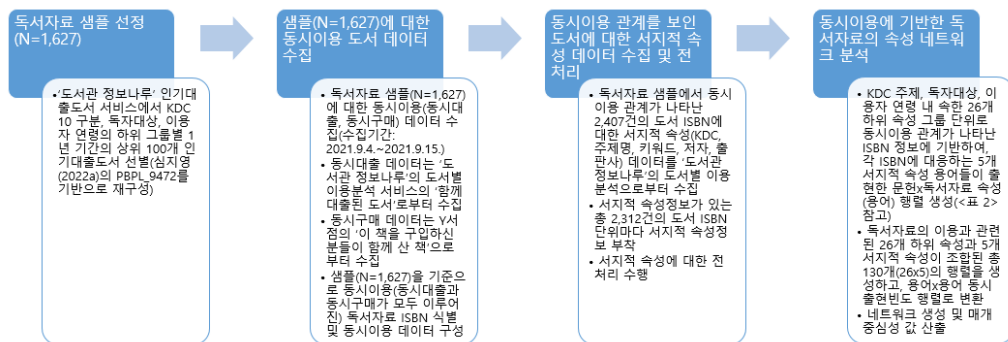 독서자료 샘플 선정
(N=1,627)
•'도서관 정보나루' 인기대
출도서 서비스에서 KDC
10 구분, 독자대상, 이용
자 연령의 하위 그룹별 1
년 기간의 상위 100개 인
기대출도서 선별(심지영
(2022a)의 PBPL_9472를
기반으로 재구성)
샘플(N=1,627)에 대한
동시이용 도서 데이터
수집
• 독서자료 샘플(N=1,627)
에 대한 동시이용(동시대
출, 동시구매) 데이터 수
집(수집기간:
2021.9.4.~2021.9.15.)
• 동시대출 데이터는 '도서
관 정보나루'의 도서별
이용분석 서비스의 '함께
대출된 도서'로부터 수집
• 동시구매 데이터는 Y서
점의 '이 책을 구입하신
분들이 함께 산 책'으로
부터 수집
• 샘플(N=1,627)을 기준으
로 동시이용(동시대출과
동시구매가 모두 이루어
진) 독서자료 ISBN 식별
및 동시이용 데이터 구성
동시이용 관계를 보인
도서에 대한 서지적 속
성 데이터 수집 및 전
처리
• 독서자료 샘플에서 동시
이용 관계가 나타난
2,407건의 도서 ISBN에
대한 서지적 속성(KDC,
주제명, 키워드, 저자, 출
판사) 데이터를 '도서관
정보나루'의 도서별 이용
분석으로부터 수집
• 서지적 속성정보가 있는
총 2,312건의 도서 ISBN
단위마다 서지적 속성정
보 부착
• 서지적 속성에 대한 전
처리 수행
동시이용에 기반한 독
서자료의 속성 네트워
크 분석
• KDC 주제, 독자대상, 이
용자 연령 내 속한 26개
하위 속성 그룹 단위로
동시이용 관계가 나타난
ISBN 정보에 기반하여,
각 ISBN에 대응하는 5개
서지적 속성 용어들이 출
현한 문헌x독서자료 속성
(용어) 행렬 생성(<표 2>
참고)
• 독서자료의 이용과 관련
된 26개 하위 속성과 5개
서지적 속성이 조합된 총
130개(26x5)의 행렬을 생
성하고, 용어x용어 동시
출현빈도 행렬로 변환
• 네트워크 생성 및 매개
중심성 값 산출